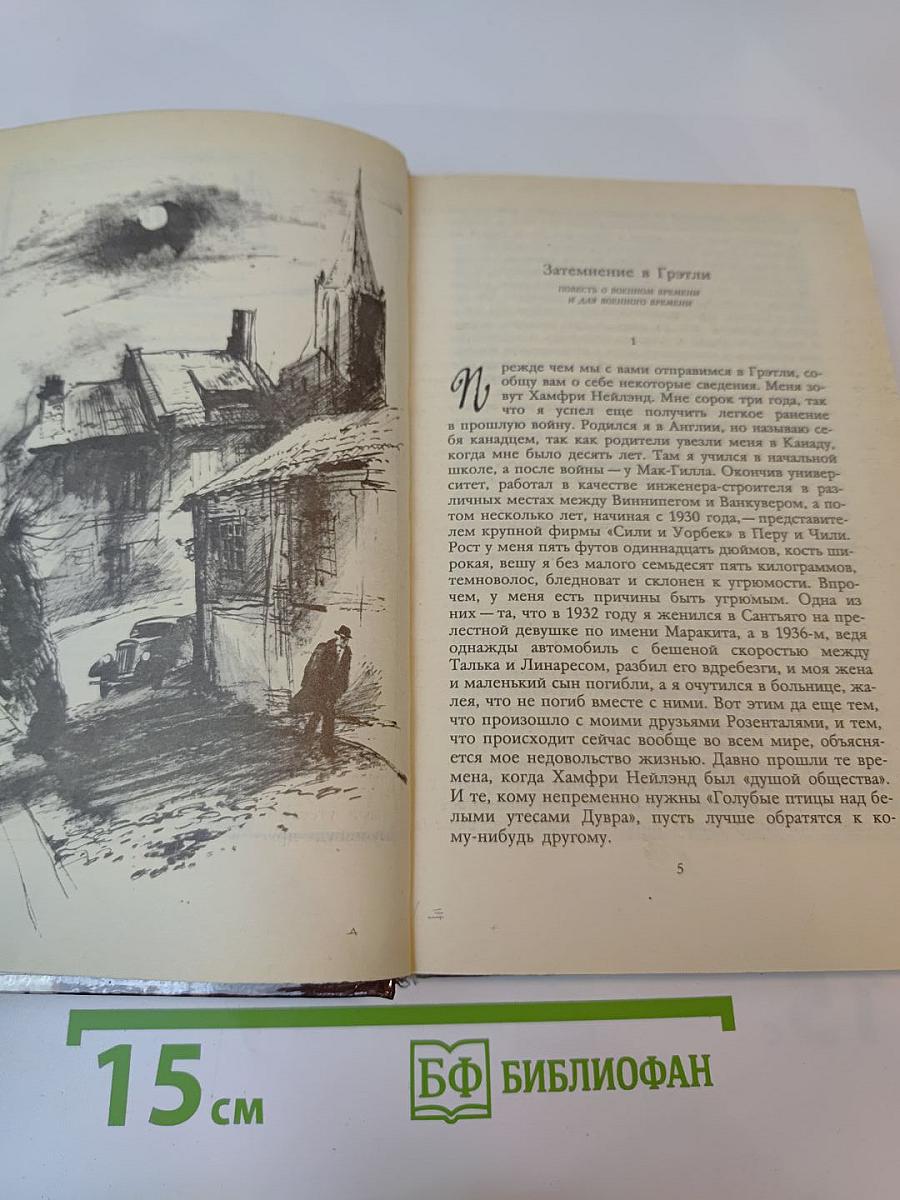 Затемнение в Грэтли
ПОВЕСТЬ О ВОЕННОМ ВРЕМЕНИ
И ДЛЯ ВОЕННОГО ВРЕМЕНИ
1
Прежде чем мы с вами отправимся в Грэтли, со-
общу вам о себе некоторые сведения. Меня зо-
вут Хамфри Нейлэнд. Мне сорок три года, так
что я успел еще получить легкое ранение
в прошлую войну. Родился я в Англии, но называю се-
бя канадцем, так как родители увезли меня в Канаду,
когда мне было десять лет. Там я учился в начальной
школе, а после войны — у Мак-Гилла. Окончив универ-
ситет, работал в качестве инженера-строителя в раз-
личных местах между Виннипегом и Ванкувером, а по-
том несколько лет, начиная с 1930 года,— представите-
лем крупной фирмы «Сили и Уорбек» в Перу и Чили.
Рост у меня пять футов одиннадцать дюймов, кость ши-
рокая, вешу я без малого семьдесят пять килограммов,
темноволос, бледноват и склонен к угрюмости. Впро-
чем, у меня есть причины быть угрюмым. Одна из
них — та, что в 1932 году я женился в Сантьяго на пре-
лестной девушке по имени Маракита, а в 1936-м, ведя
однажды автомобиль с бешеной скоростью между
Талька и Линаресом, разбил его вдребезги, и моя жена
и маленький сын погибли, а я очутился в больнице, жа-
лея, что не погиб вместе с ними. Вот этим да еще тем,
что произошло с моими друзьями Розенталями, и тем,
что происходит сейчас вообще во всем мире, объясня-
ется мое недовольство жизнью. Давно прошли те вре-
мена, когда Хамфри Нейлэнд был «душой общества».
И те, кому непременно нужны «Голубые птицы над бе-
лыми утесами Дувра», пусть лучше обратятся к ко-
му-нибудь другому.
5
15 см
БФ БИБЛИОФАН